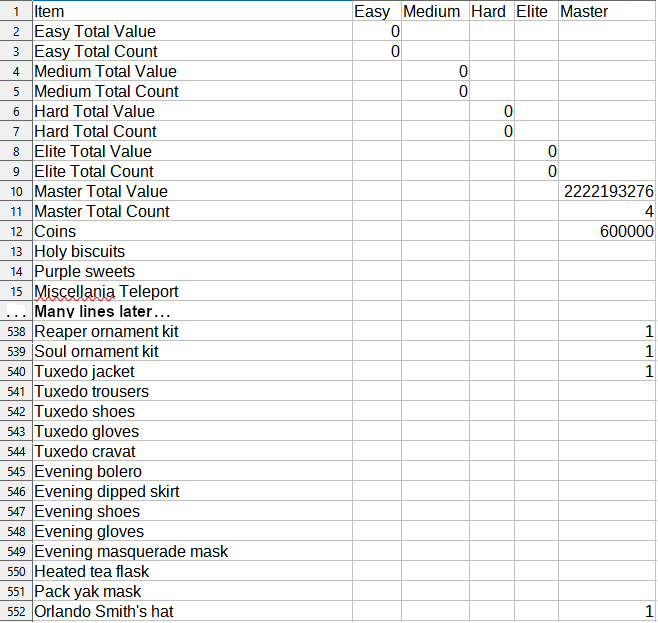 1 Item Easy Medium Hard Elite Master
2 Easy Total Value 0
3 Easy Total Count 0
4 Medium Total Value 0
5 Medium Total Count 0
6 Hard Total Value 0
7 Hard Total Count 0
8 Elite Total Value 0
9 Elite Total Count 0
10 Master Total Value 2222193276
11 Master Total Count 4
12 Coins 600000
13 Holy biscuits
14 Purple sweets
15 Miscellania Teleport
... Many lines later...
538 Reaper ornament kit 1
539 Soul ornament kit 1
540 Tuxedo jacket 1
541 Tuxedo trousers
542 Tuxedo shoes
543 Tuxedo gloves
544 Tuxedo cravat
545 Evening bolero
546 Evening dipped skirt
547 Evening shoes
548 Evening gloves
549 Evening masquerade mask
550 Heated tea flask
551 Pack yak mask
552 Orlando Smith's hat 1